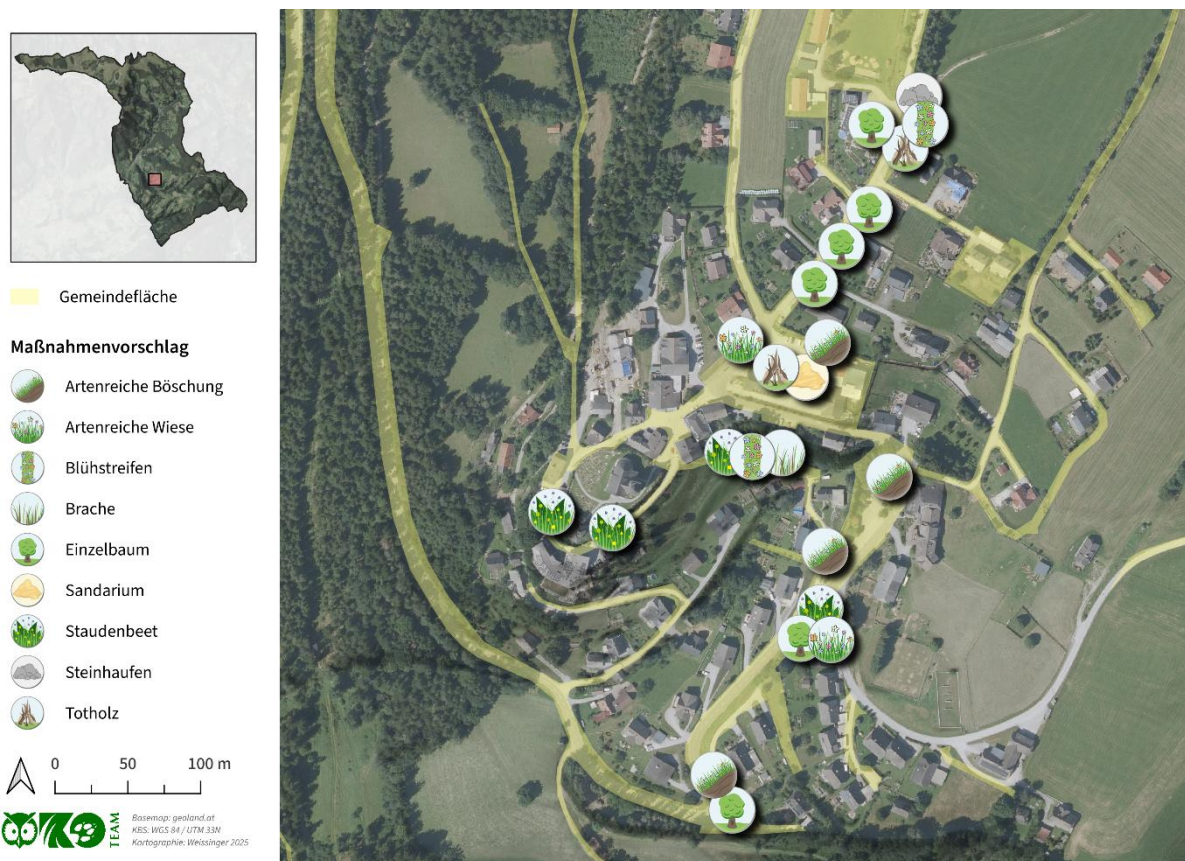 Gemeindefläche
Maßnahmenvorschlag
Artenreiche Böschung
Artenreiche Wiese
Blühstreifen
Brache
Einzelbaum
Sandarium
Staudenbeet
Steinhaufen
Totholz
0 50 100 m
ÖKO
TEAM
Basemap: geoland.at
KBS: WGS 84 / UTM 33N
Kartographie: Weissinger 2025